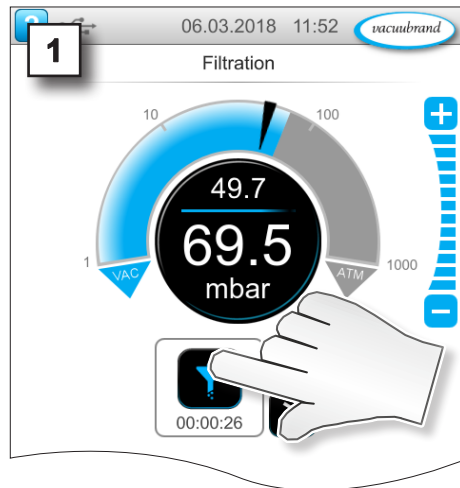 1
06.03.2018 11:52 vacuubrand
Filtration
10 100
49.7
69.5
mbar
1 VAC ATM 1000
00:00:26